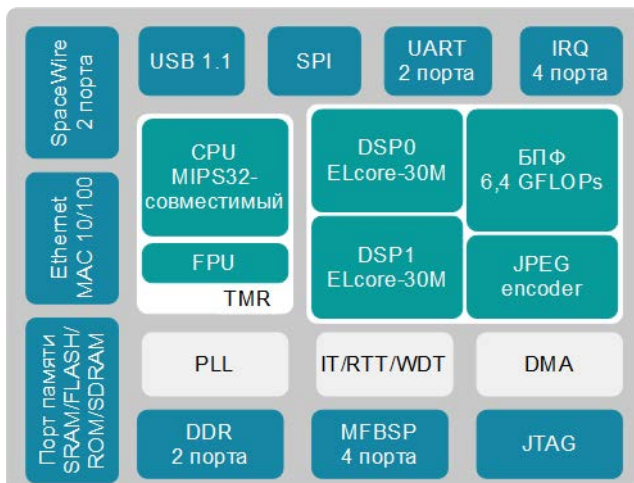 SpaceWire
2 порта
USB 1.1
SPI
UART
2 порта
IRQ
4 порта
CPU
MIPS32-
совместимый
FPU
TMR
DSP0
ELcore-30M
БПФ
6,4 GFLOPs
DSP1
ELcore-30M
JPEG
encoder
Ethernet
MAC 10/100
Порт памяти
SRAM/FLASH/
ROM/SDRAM
PLL
IT/RTT/WDT
DMA
DDR
2 порта
MFBSP
4 порта
JTAG